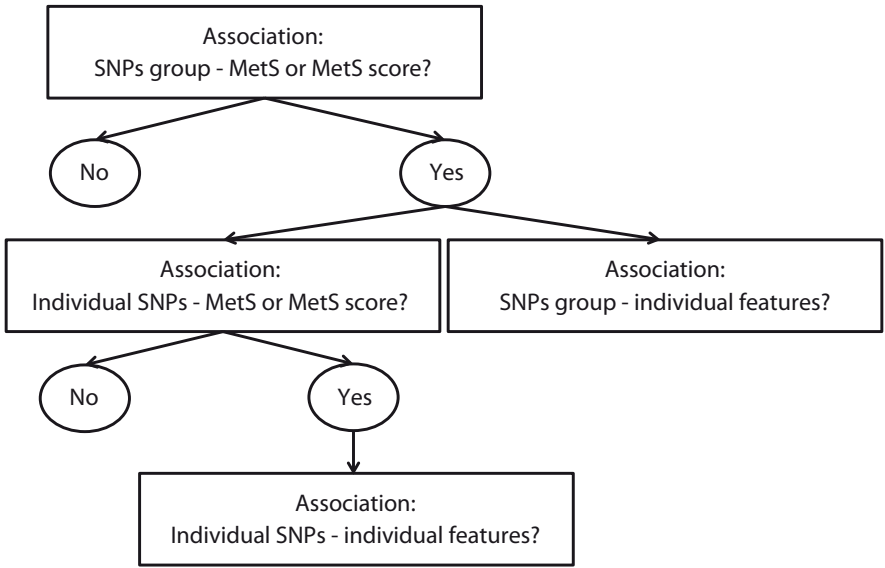 Association:
SNPs group - MetS or MetS score?
No
Yes
Association:
Individual SNPs - MetS or MetS score?
Association:
SNPs group - individual features?
No
Yes
Association:
Individual SNPs - individual features?